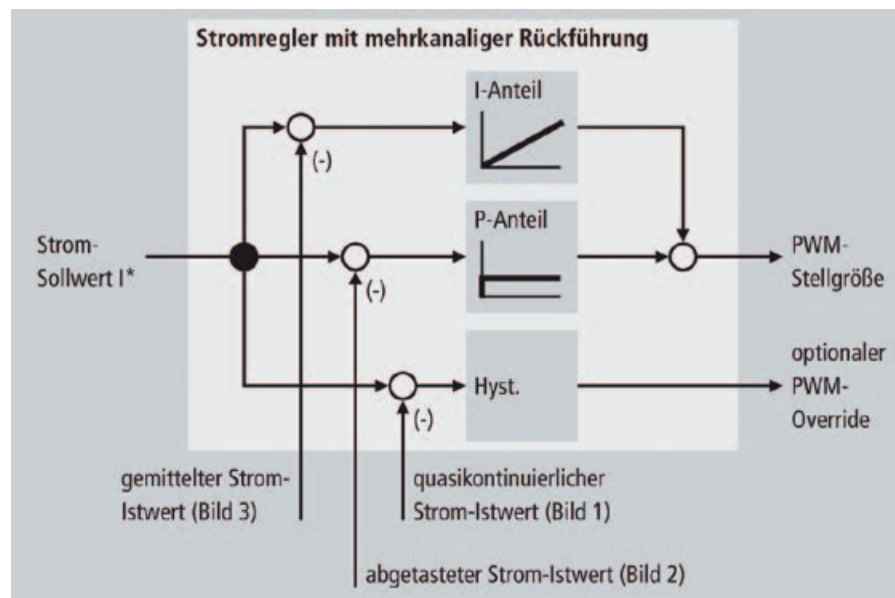 Stromregler mit mehrkanaliger Rückführung
I-Anteil
(-)
P-Anteil
Strom-
Sollwert I*
(-)
PWM-
Stellgröße
Hyst.
(-)
optionaler
PWM-
Override
gemittelter Strom-
Istwert (Bild 3)
quasikontinuierlicher
Strom-Istwert (Bild 1)
abgetasteter Strom-Istwert (Bild 2)